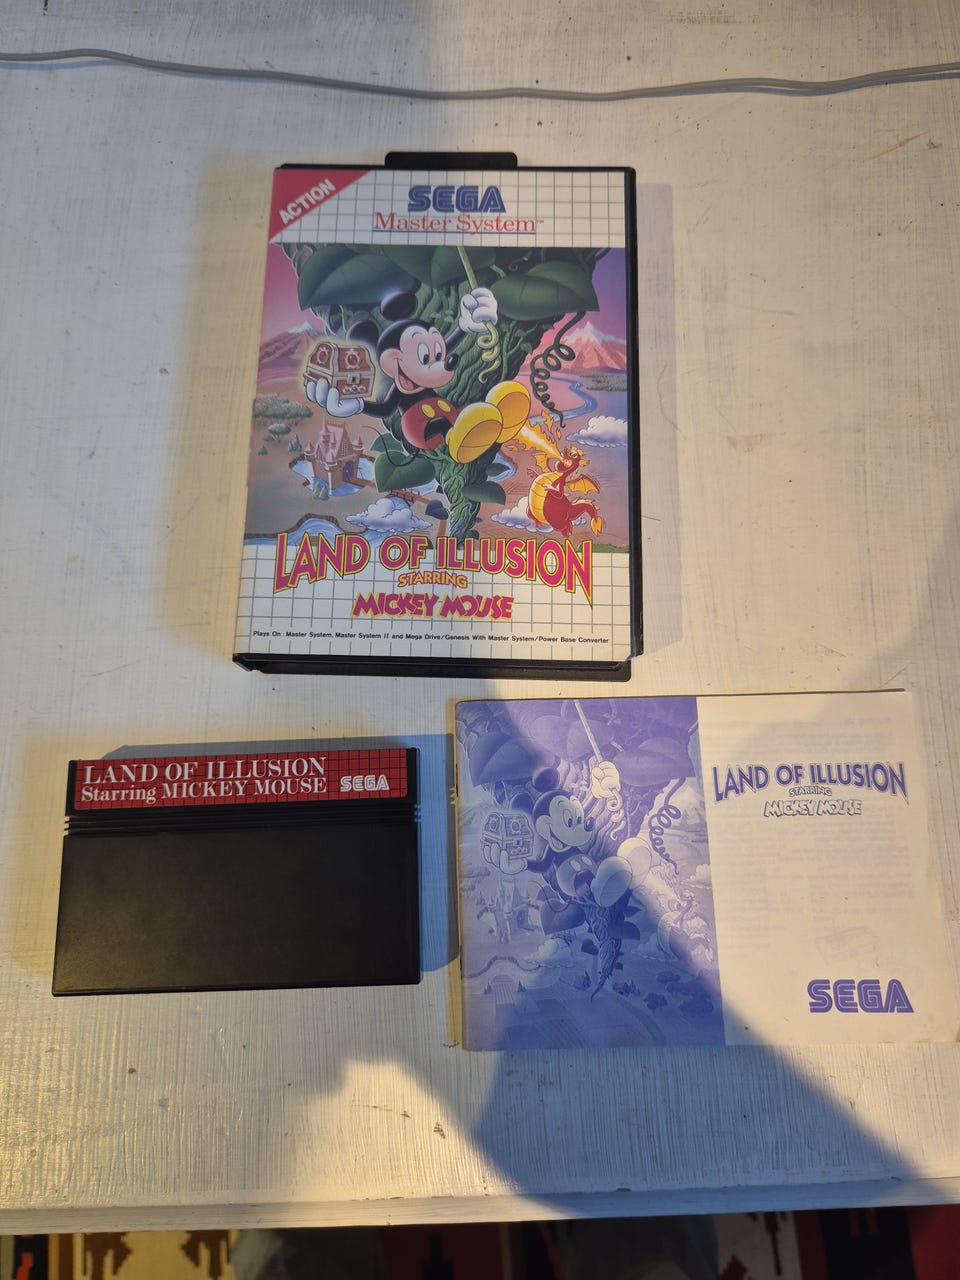 ACTION
SEGA
Master System™
LAND OF ILLUSION
STARRING
MICKEY MOUSE
Plays On : Master System, Master System II and Mega Drive/Genesis With Master System/Power Base Converter
LAND OF ILLUSION
Starring MICKEY MOUSE SEGA
LAND OF ILLUSION
STARRING
MICKEY MOUSE
SEGA